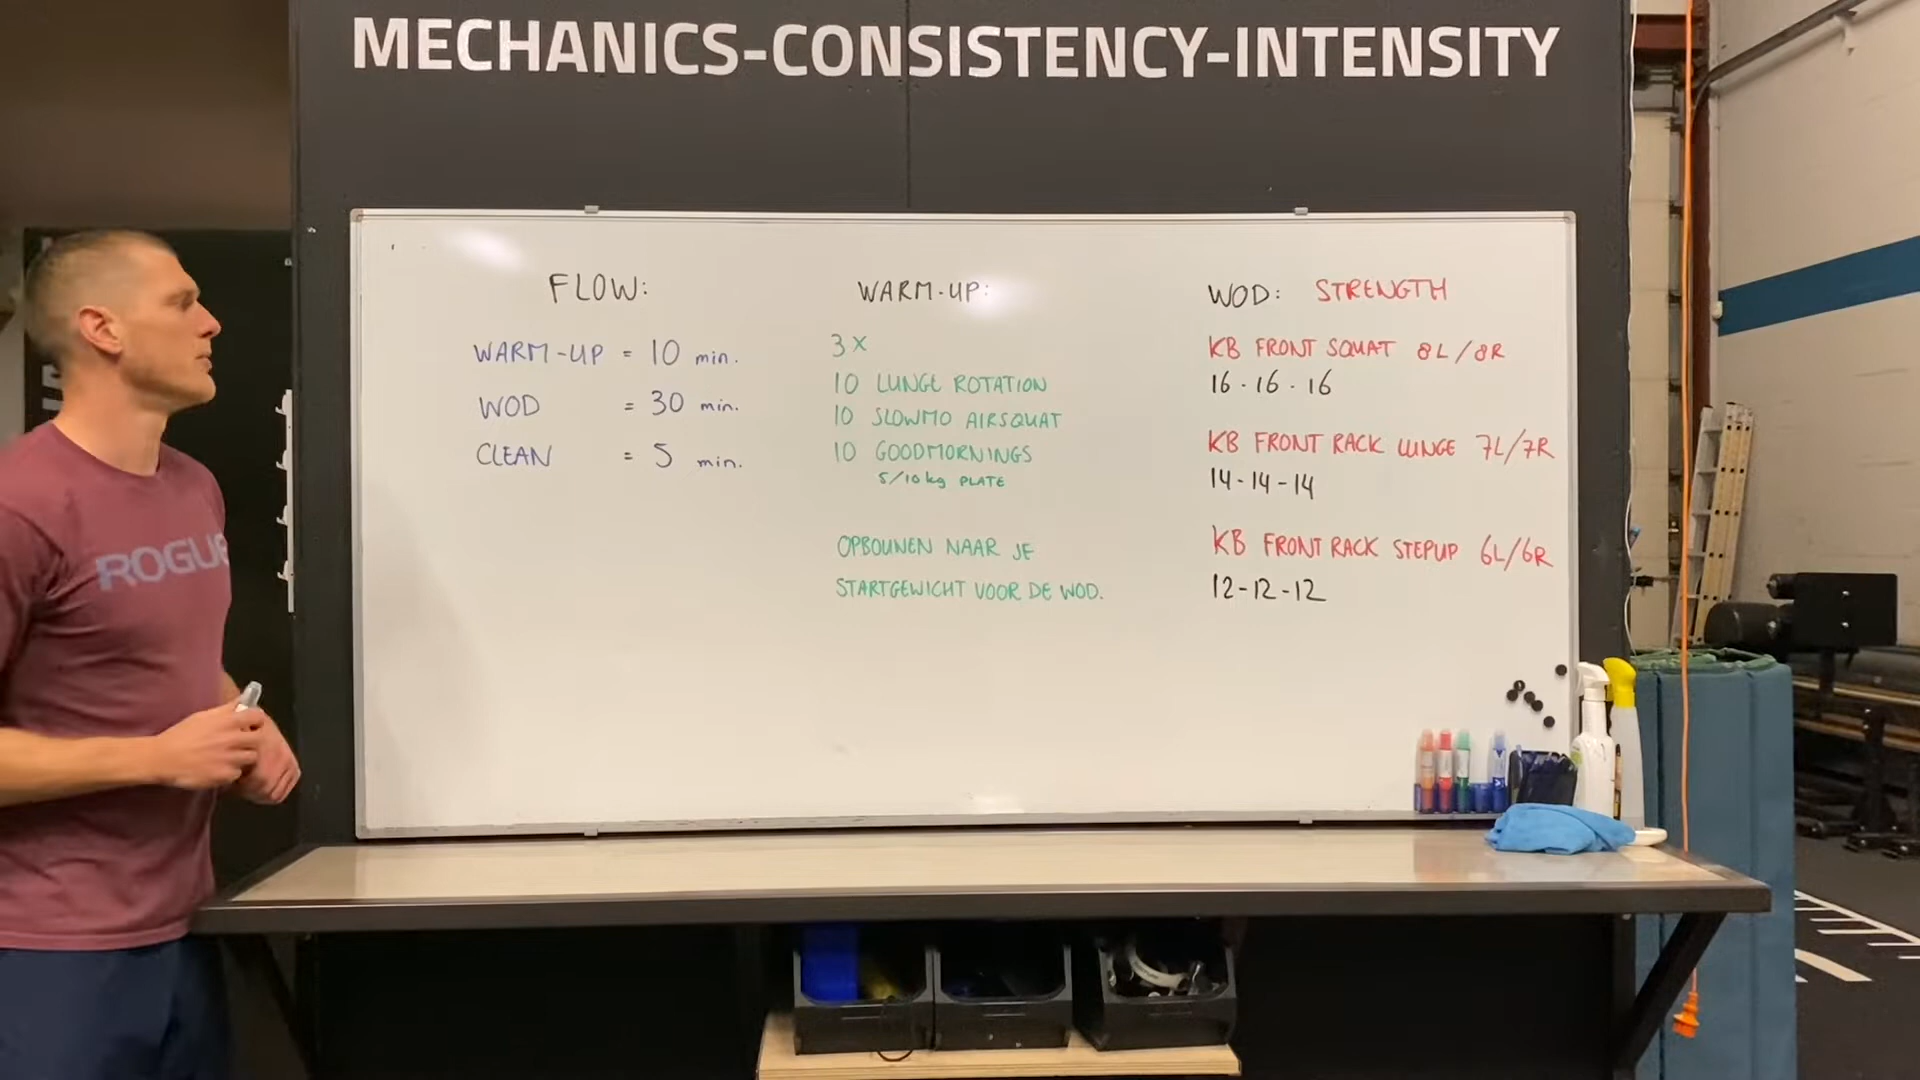 MECHANICS-CONSISTENCY-INTENSITY
FLOW:
WARM-UP = 10 min.
WOD = 30 min.
CLEAN = 5 min.
WARM-UP:
3x
10 LUNGE ROTATION
10 SLOWMO AIRSQUAT
10 GOODMORNINGS
5/10kg PLATE
OPBOUWEN NAAR JE
STARTGEWICHT VOOR DE WOD.
WOD: STRENGTH
KB FRONT SQUAT 8L/8R
16-16-16
KB FRONT RACK LUNGE 7L/7R
14-14-14
KB FRONT RACK STEPUP 6L/6R
12-12-12
ROGUE